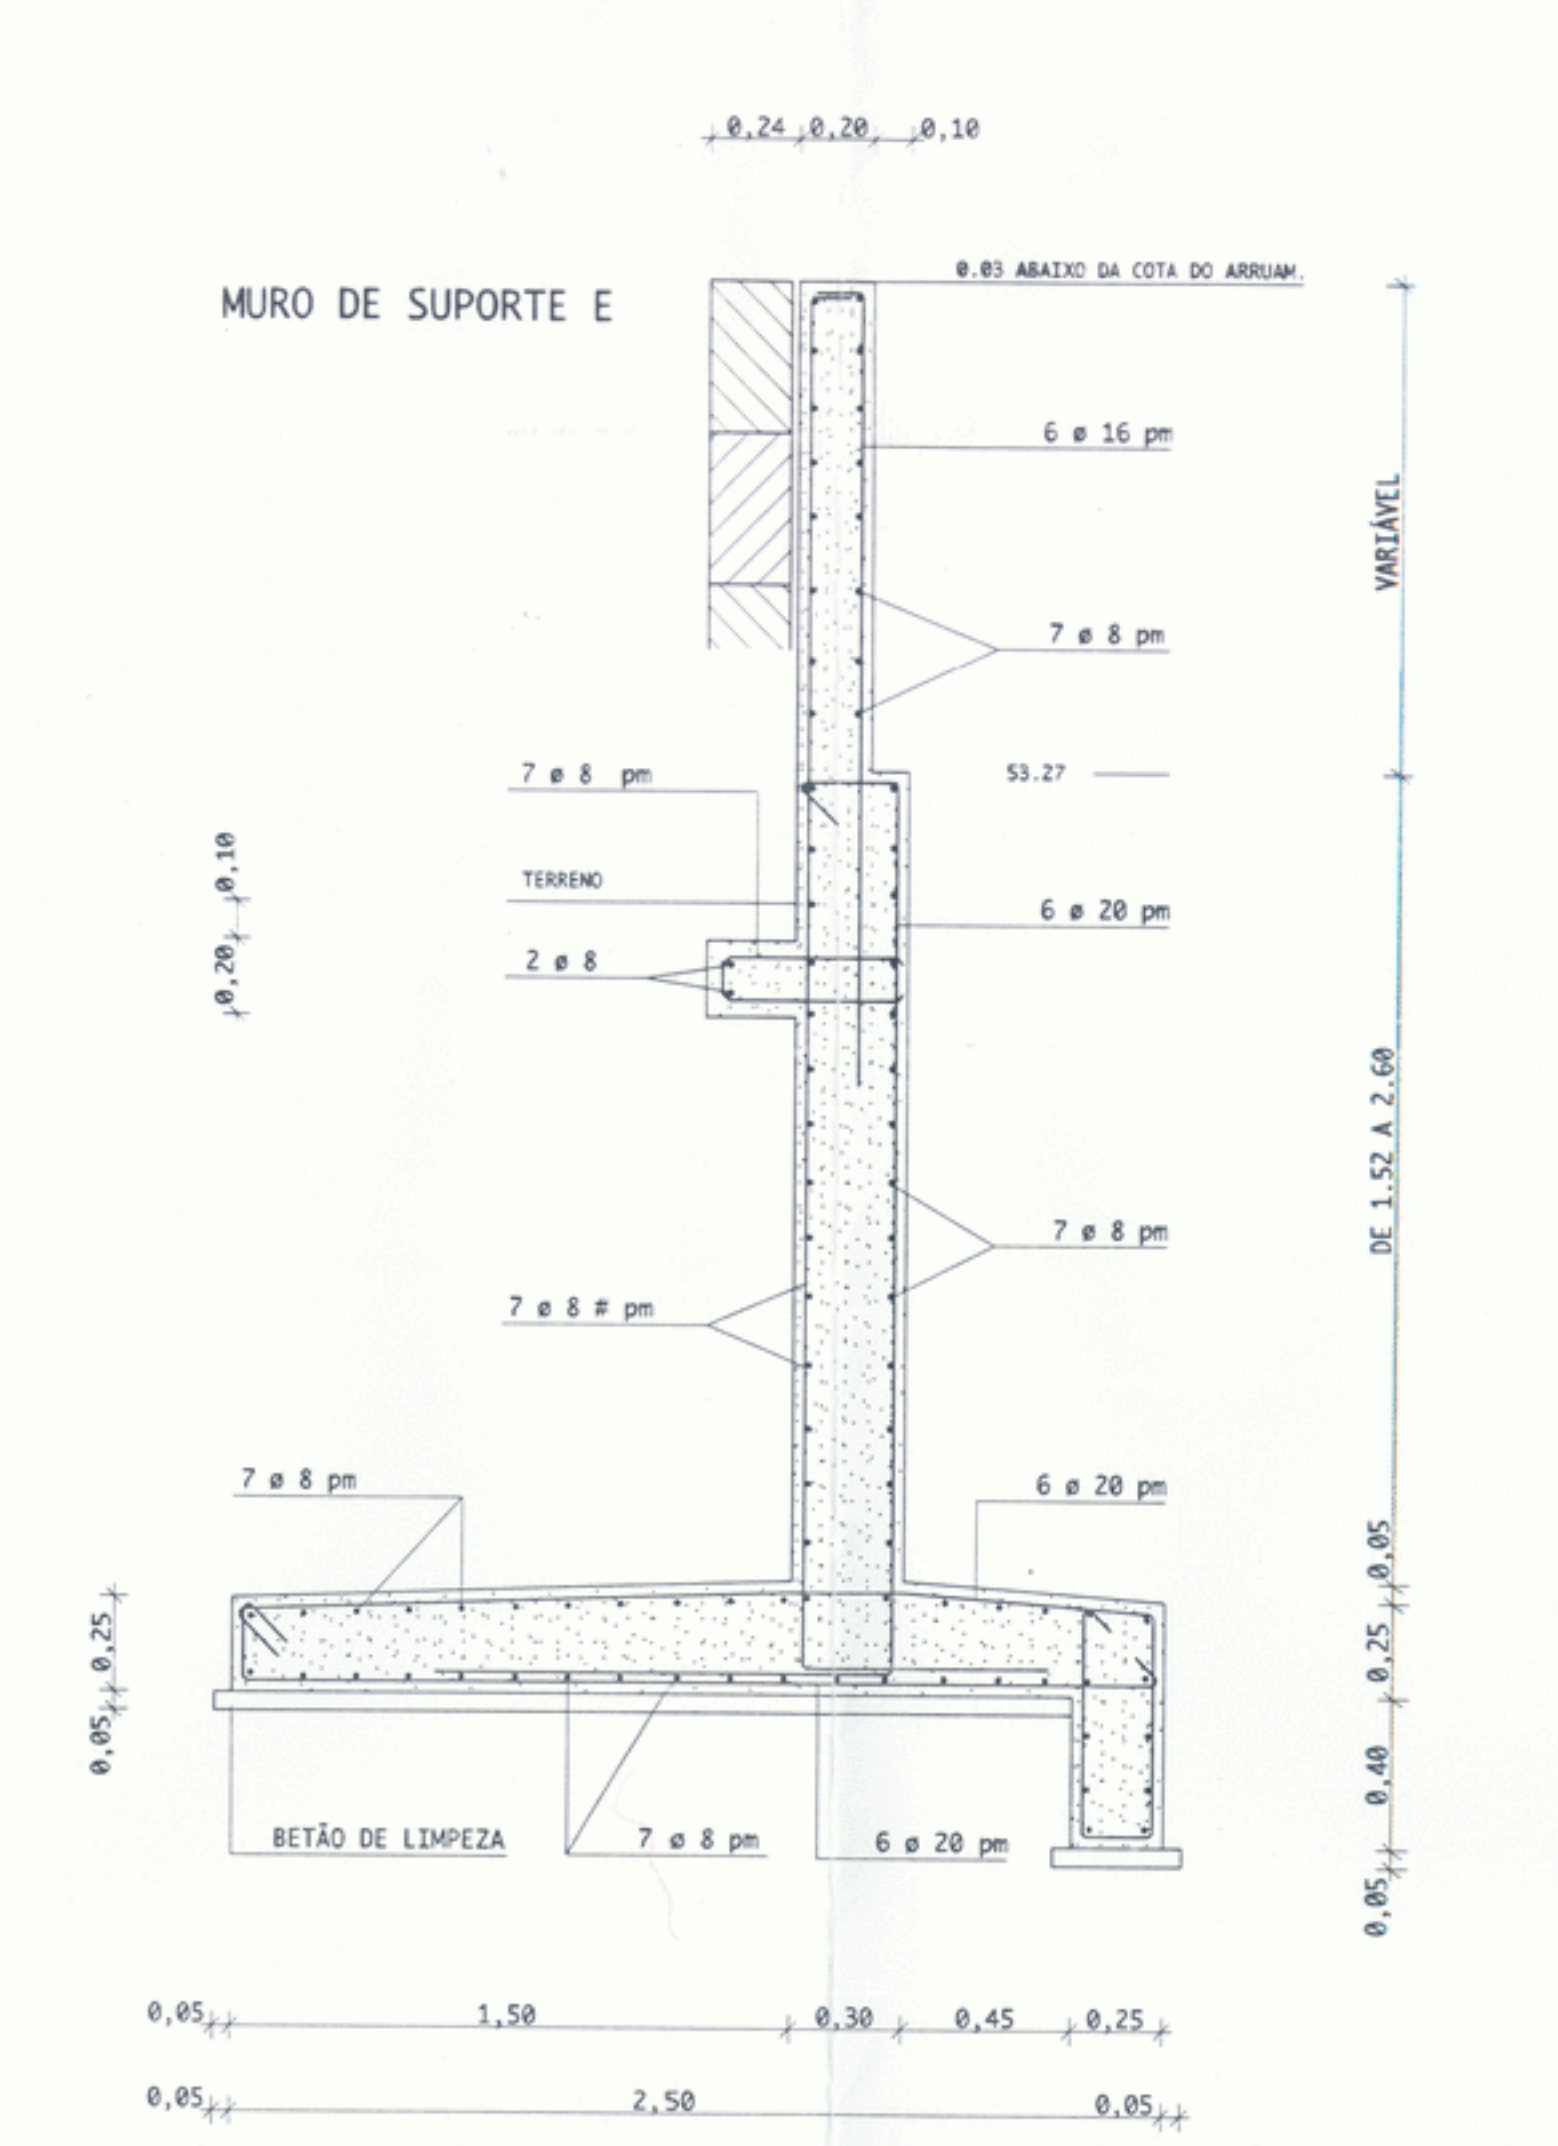 0,24 0,20 0,10
0.03 ABAIXO DA COTA DO ARRUAM.
MURO DE SUPORTE E
6 ø 16 pm
VARIÁVEL
7 ø 8 pm
7 ø 8 pm
53.27
0,10
TERRENO
6 ø 20 pm
0,20
2 ø 8
DE 1.52 A 2.60
7 ø 8 pm
7 ø 8 # pm
7 ø 8 pm
6 ø 20 pm
0,05
0,25
0,25
0,05
0,40
BETÃO DE LIMPEZA
7 ø 8 pm
6 ø 20 pm
0,05
0,05 1,50 0,30 0,45 0,25
0,05 2,50 0,05